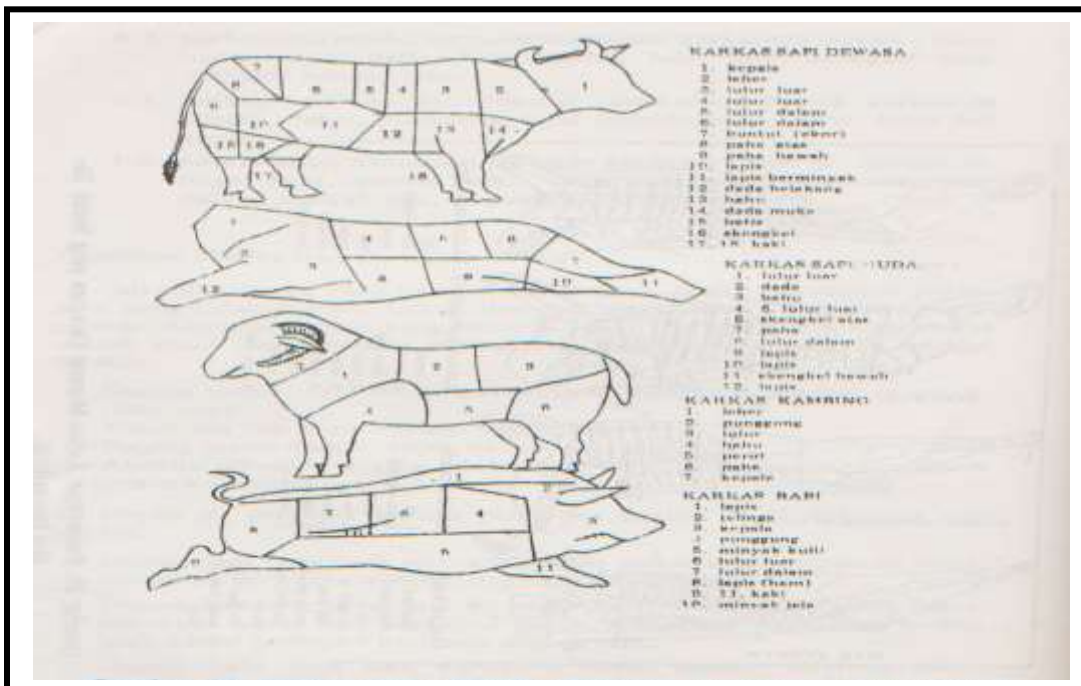 KARKAS SAPI DEWASA
1. kepala
2. leher
3. lulur luar
4. lulur luar
5. lulur dalam
6. lulur dalam
7. buntut (ekor)
8. paha atas
9. paha bawah
10. lapis
11. lapis berminyak
12. dada belakang
13. bahu
14. dada muka
15. betis
16. skengkel
17. 18. kaki
KARKAS SAPI MUDA
1. lulur luar
2. dada
3. bahu
4. 5. lulur luar
6. skengkel atas
7. paha
8. lulur dalam
9. lapis
10. lapis
11. skengkel bawah
12. lapis
KARKAS KAMBING
1. leher
2. punggung
3. lulur
4. bahu
5. perut
6. paha
7. kepala
KARKAS BABI
1. lapis
2. telinga
3. kepala
punggung
5. minyak kulit
6. lulur luar
7. lulur dalam
8. lapis (ham)
9. 11. kaki
10. minyak jala